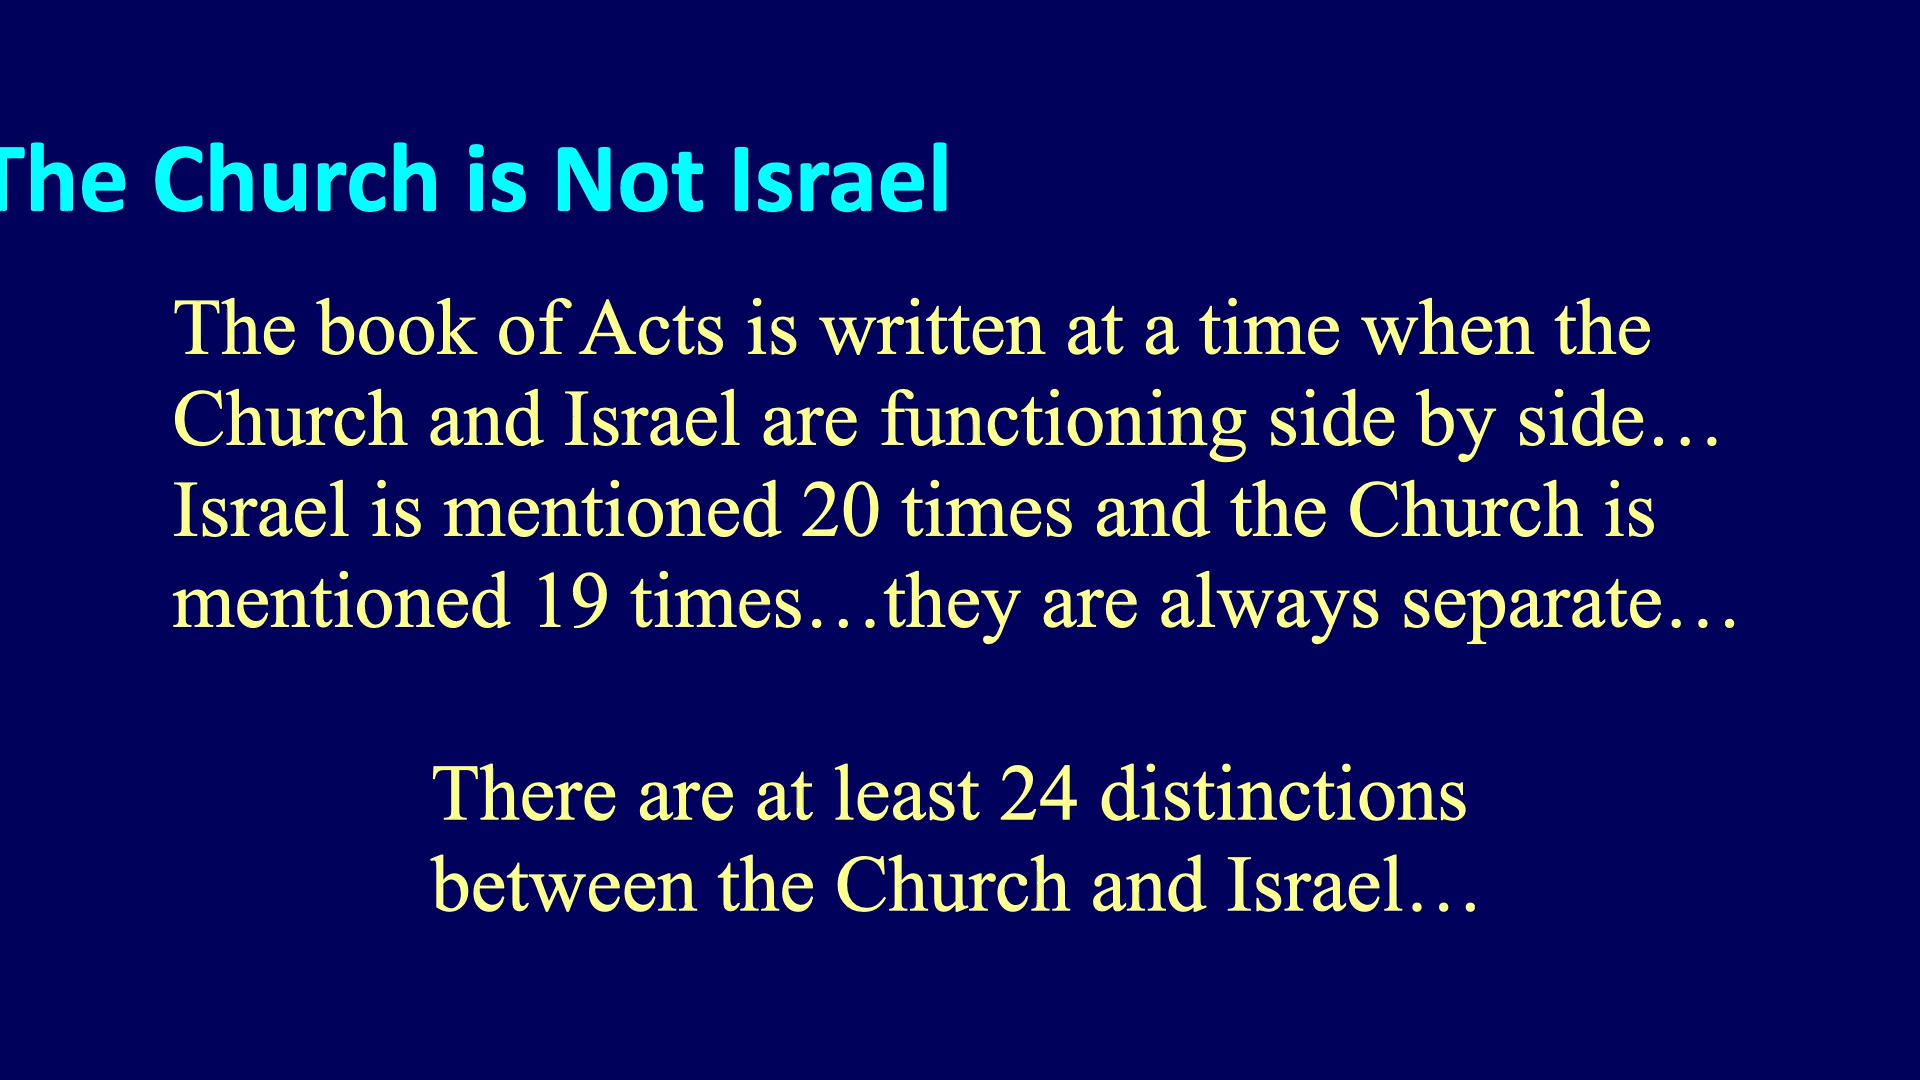 The Church is Not Israel
The book of Acts is written at a time when the
Church and Israel are functioning side by side…
Israel is mentioned 20 times and the Church is
mentioned 19 times…they are always separate…
There are at least 24 distinctions
between the Church and Israel…